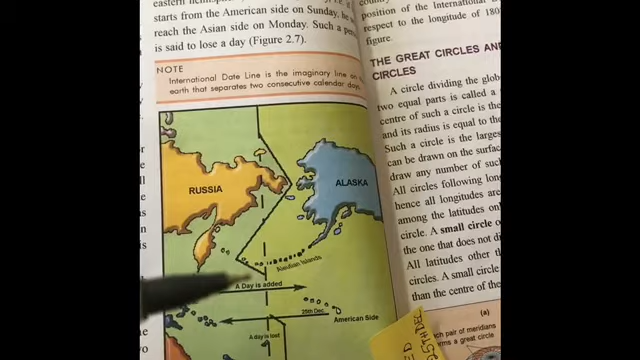 eastern
starts from the American side on Sunday, he
reach the Asian side on Monday. Such a
is said to lose a day (Figure 2.7).
NOTE
International Date Line is the imaginary line on
earth that separates two consecutive calendar days.
RUSSIA
ALASKA
Aleutian Islands
A Day is added
25th Dec.
American Side
A day is lost
position of the International
respect to the longitude of 180
figure.
THE GREAT CIRCLES AND
CIRCLES
A circle dividing the glob
two equal parts is called a
centre of such a circle is the
and its radius is equal to the
Such a circle is the larges
can be drawn on the surfac
draw any number of suc
All circles following lon
hence all longitudes are
among the latitudes onl
circle. A small circle o
the one that does not di
All latitudes other t
circles. A small circle
than the centre of the
(a)
ch pair of meridians
rms a great circle